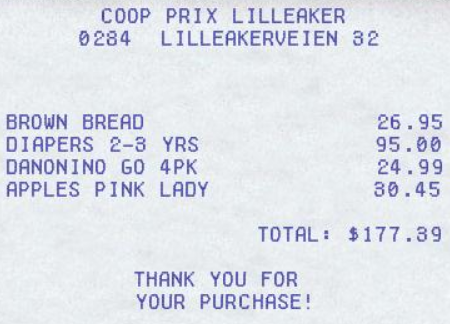 COOP PRIX LILLEAKER
0284 LILLEAKERVEIEN 32
BROWN BREAD 26.95
DIAPERS 2-3 YRS 95.00
DANONINO GO 4PK 24.99
APPLES PINK LADY 30.45
TOTAL: $177.39
THANK YOU FOR
YOUR PURCHASE!